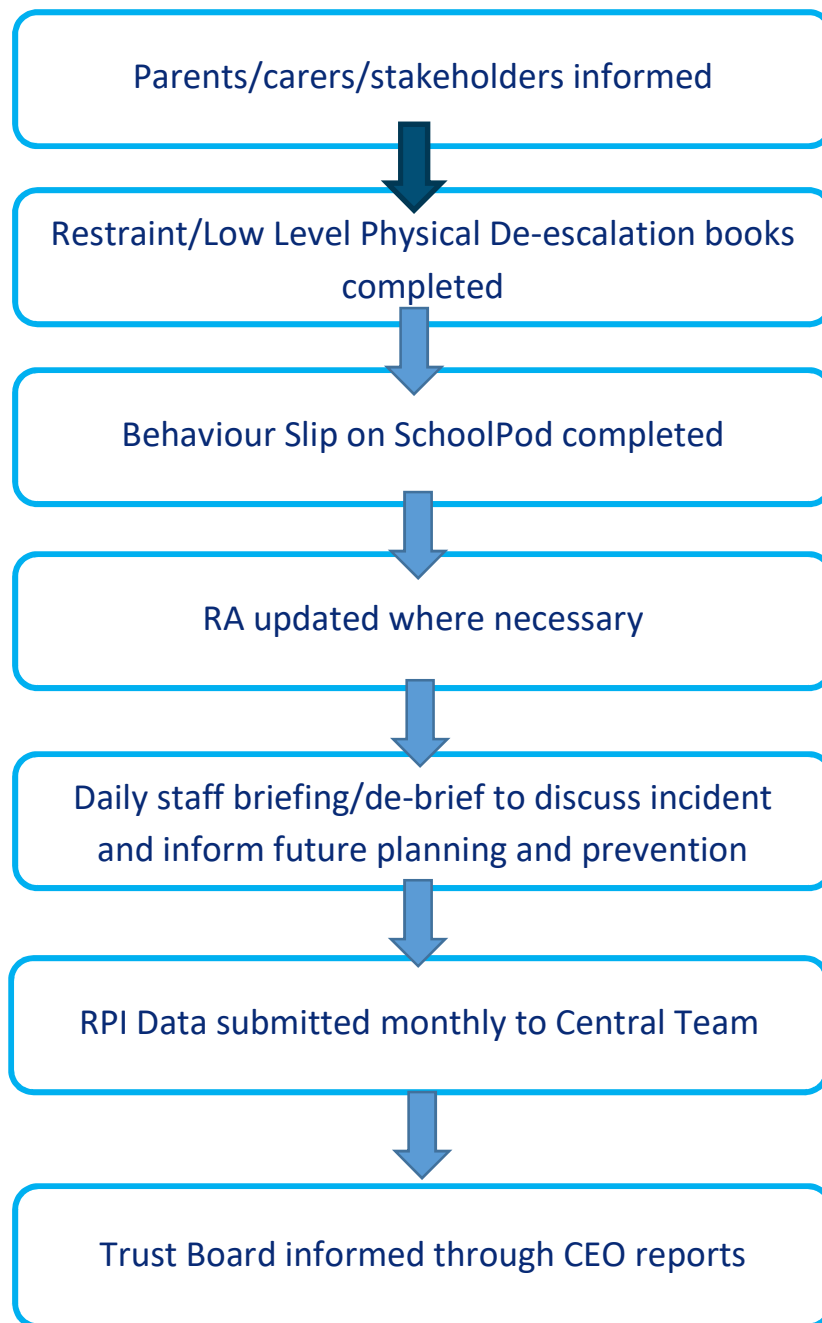 Parents/carers/stakeholders informed
Restraint/Low Level Physical De-escalation books
completed
Behaviour Slip on SchoolPod completed
RA updated where necessary
Daily staff briefing/de-brief to discuss incident
and inform future planning and prevention
RPI Data submitted monthly to Central Team
Trust Board informed through CEO reports